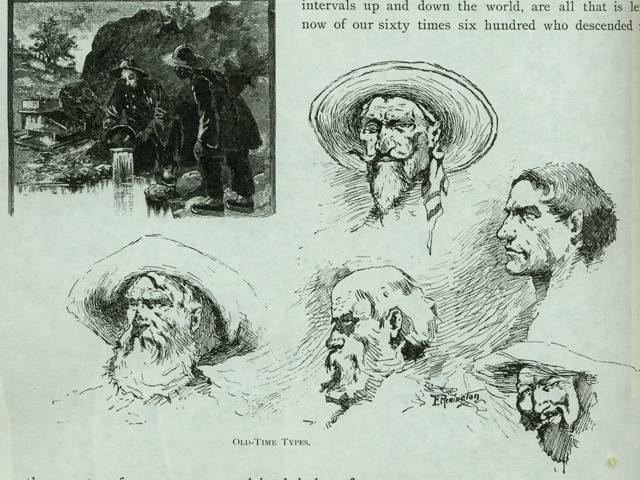 intervals up and down the world, are all that is
now of our sixty times six hundred who descended
F. Remington
OLD-TIME TYPES.